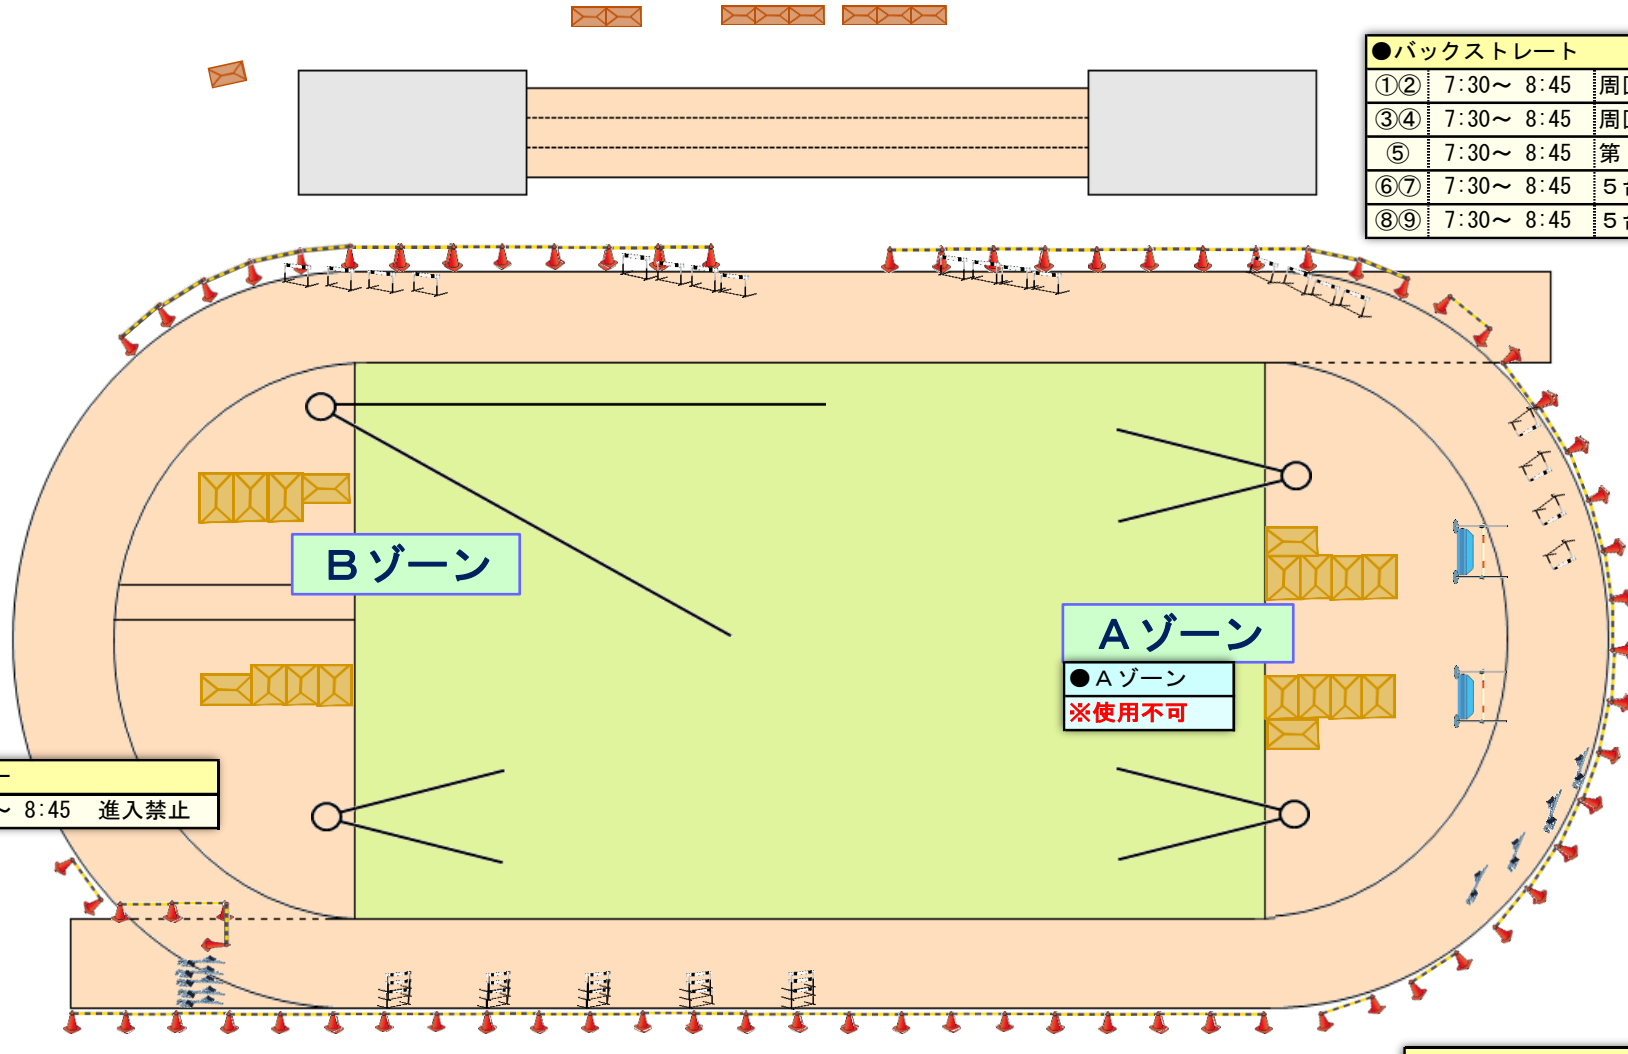 ●バックストレート
①② 7:30～ 8:45 周
③④ 7:30～ 8:45 周
⑤ 7:30～ 8:45 第
⑥⑦ 7:30～ 8:45 ５
⑧⑨ 7:30～ 8:45 ５
Ｂゾーン
Ａゾーン
●Ａゾーン
※使用不可
ー
～ 8:45 進入禁止